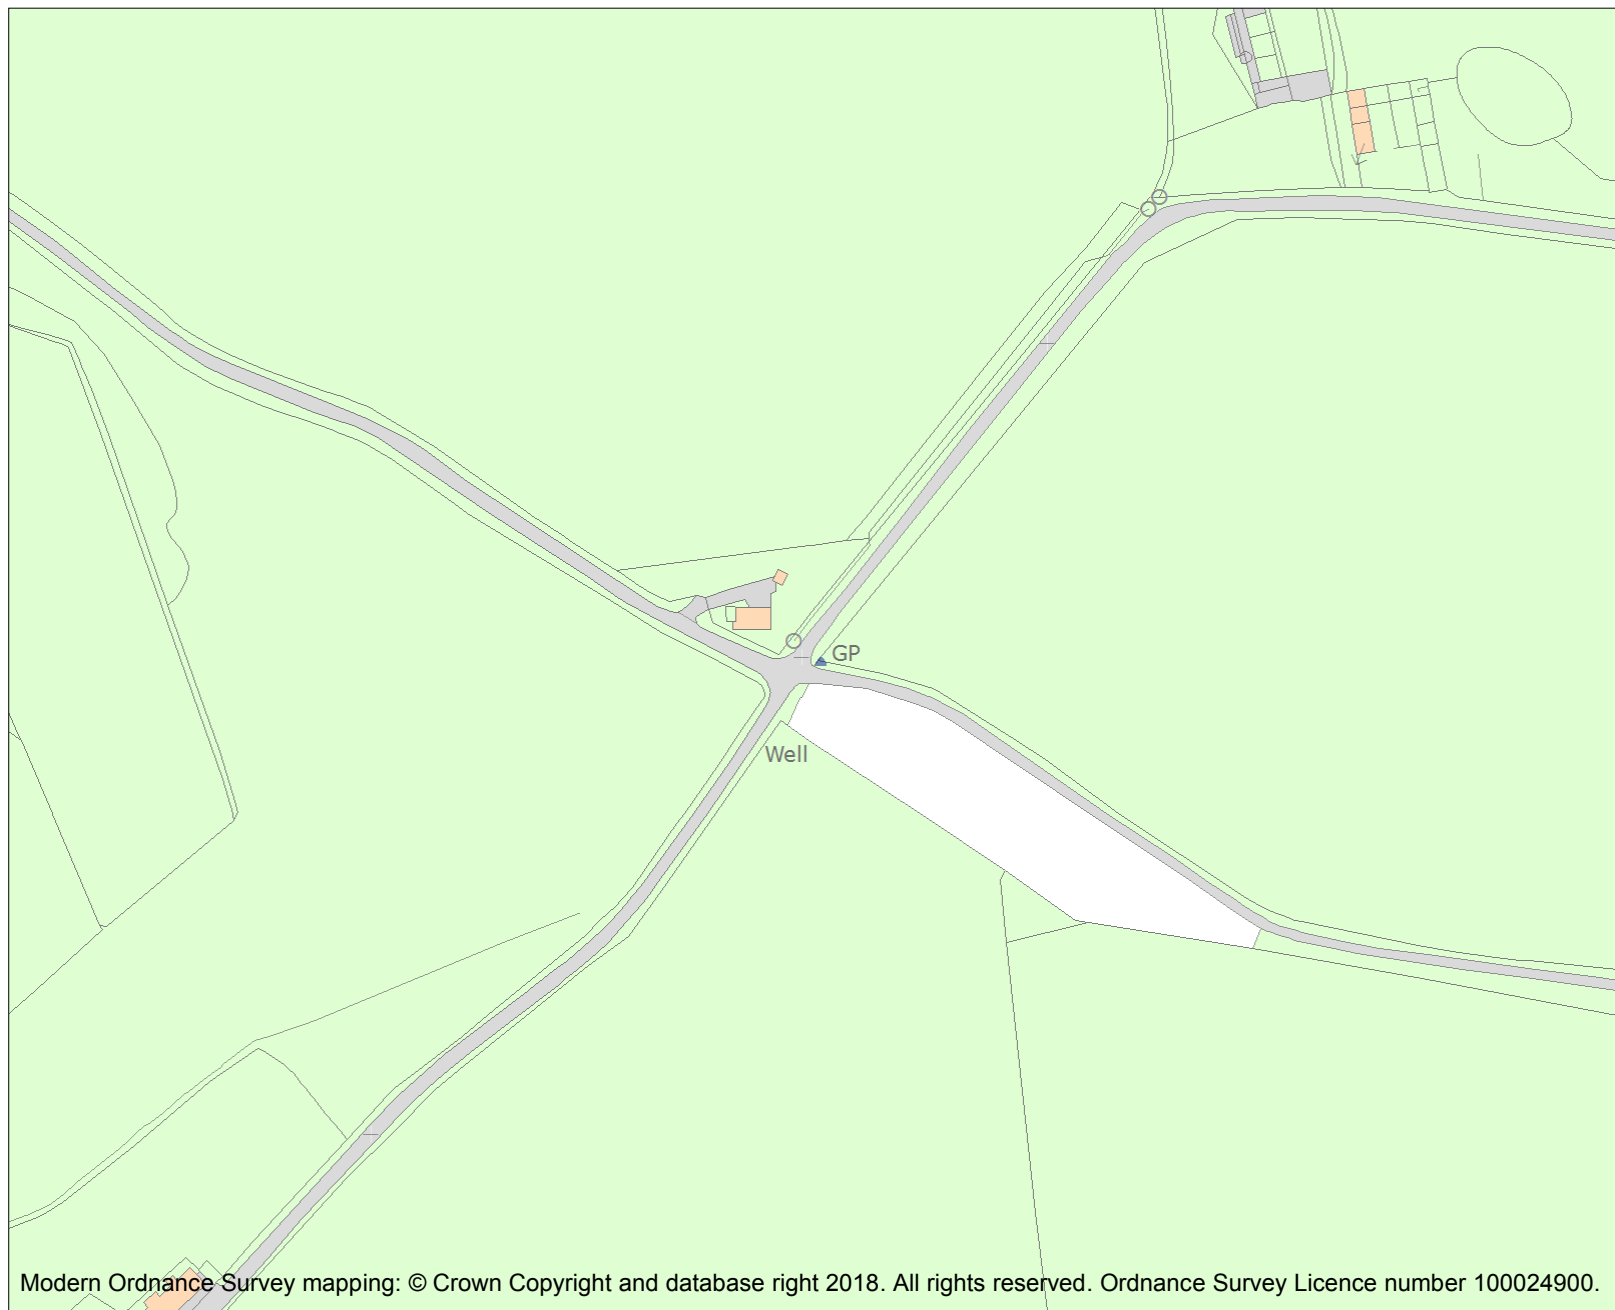 GP
Well
Modern Ordnance Survey mapping: © Crown Copyright and database right 2018. All rights reserved. Ordnance Survey Licence number 100024900.